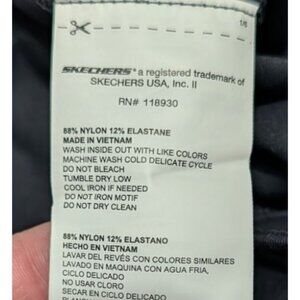 1/6
SKECHERS® a registered trademark of
SKECHERS USA, Inc. II
RN# 118930
88% NYLON 12% ELASTANE
MADE IN VIETNAM
WASH INSIDE OUT WITH LIKE COLORS
MACHINE WASH COLD DELICATE CYCLE
DO NOT BLEACH
TUMBLE DRY LOW
COOL IRON IF NEEDED
DO NOT IRON MOTIF
DO NOT DRY CLEAN
88% NYLON 12% ELASTANO
HECHO EN VIETNAM
LAVAR DEL REVÉS CON COLORES SIMILARES
LAVADO EN MAQUINA CON AGUA FRIA,
CICLO DELICADO
NO USAR CLORO
SECAR EN CICLO DELICADO